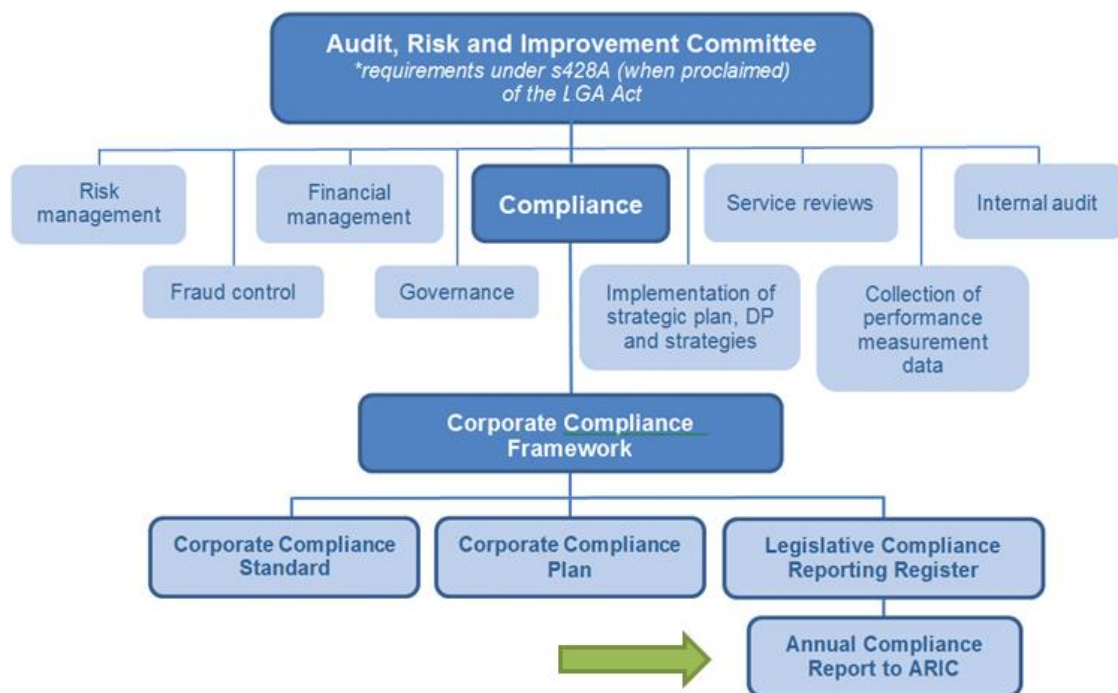 Audit, Risk and Improvement Committee
*requirements under s428A (when proclaimed)
of the LGA Act
Risk
management
Financial
management
Compliance
Service reviews
Internal audit
Fraud control
Governance
Implementation of
strategic plan, DP
and strategies
Collection of
performance
measurement
data
Corporate Compliance
Framework
Corporate Compliance
Standard
Corporate Compliance
Plan
Legislative Compliance
Reporting Register
Annual Compliance
Report to ARIC